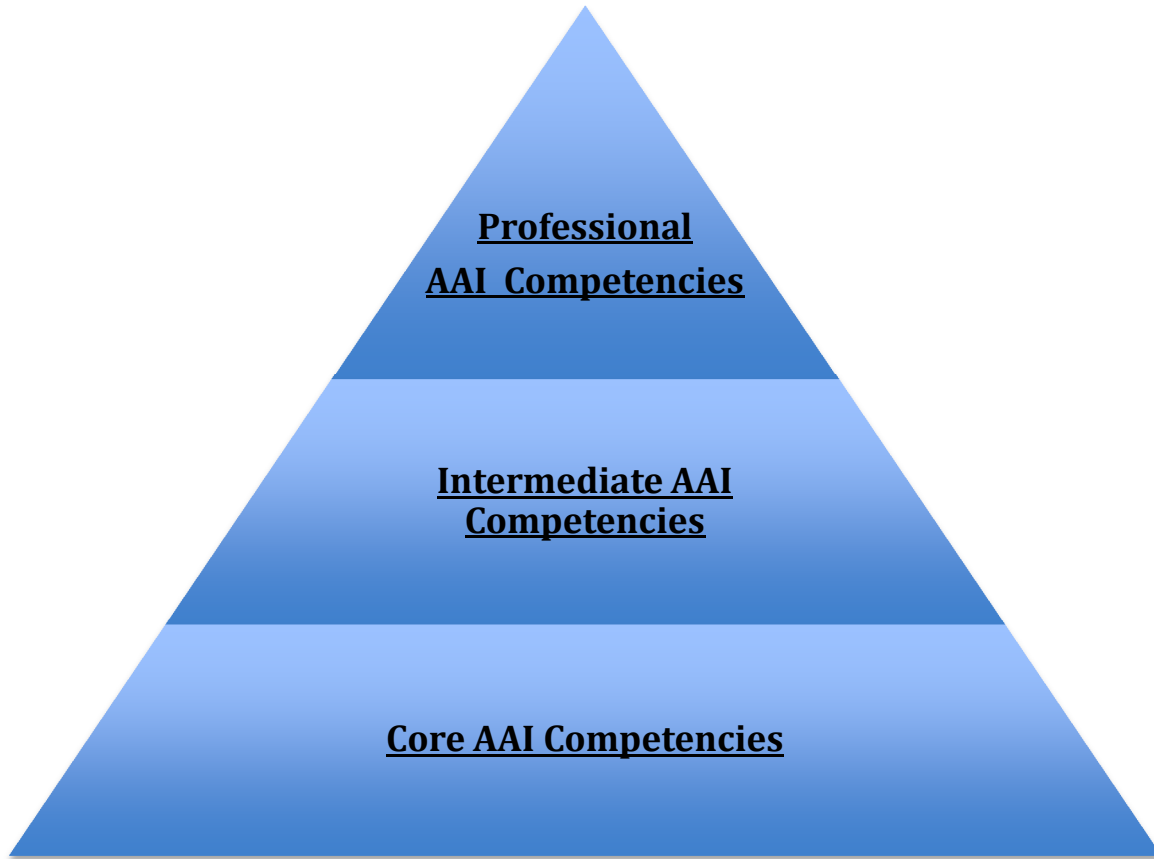 Professional
AAI  Competencies
Intermediate AAI
Competencies
Core AAI Competencies